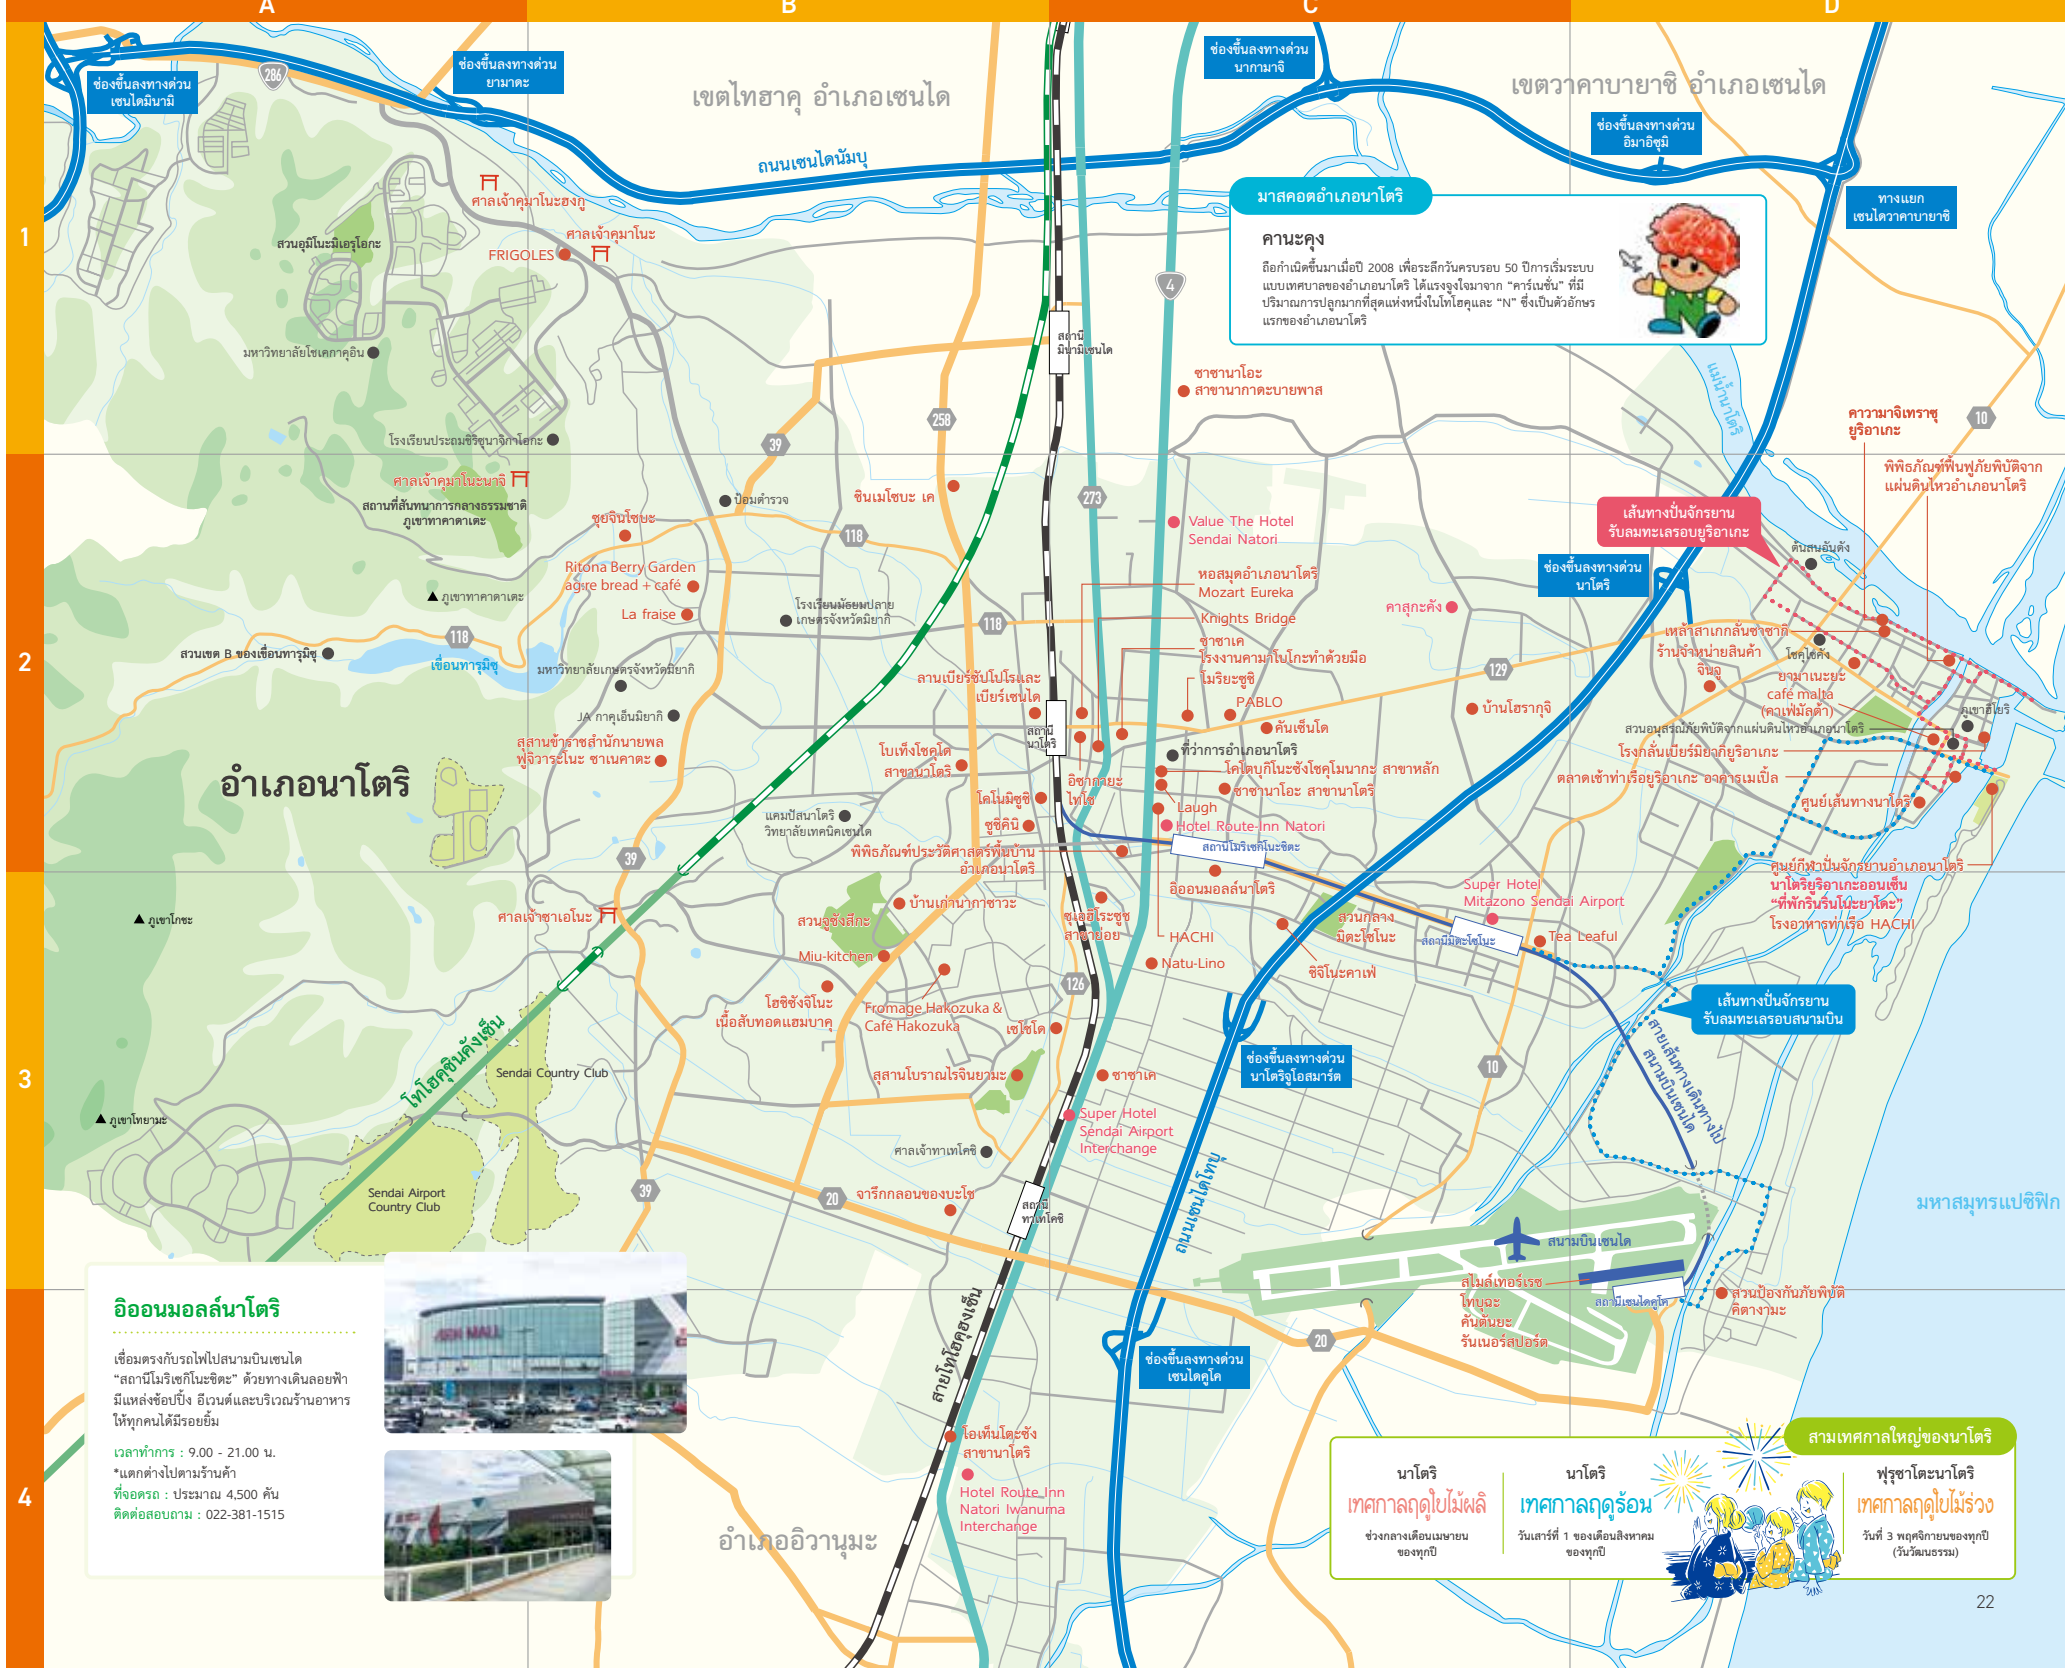 A
B
C
D
1
2
3
4
ช่องขึ้นลงทางด่วน
เซนไดมินามิ
286
ช่องขึ้นลงทางด่วน
ยามาดะ
เขตไทฮาคุ อำเภอเซนได
ช่องขึ้นลงทางด่วน
นากามาจิ
เขตวาคาบายาชิ อำเภอเซนได
ช่องขึ้นลงทางด่วน
อิมาอิซุมิ
ทางแยก
เซนไดวาคาบายาชิ
ถนนเซนไดนัมบุ
ศาลเจ้าคุมาโนะฮงกู
ศาลเจ้าคุมาโนะ
FRIGOLES
สวนอุมิโนะมิเอรุโอกะ
มหาวิทยาลัยโชเคกาคุอิน
โรงเรียนประถมชิริซุนาจิกาโอกะ
มาสคอตอำเภอนาโตริ
คานะคุง
ถือกำเนิดขึ้นมาเมื่อปี 2008 เพื่อระลึกวันครบรอบ 50 ปีการเริ่มระบบ
แบบเทศบาลของอำเภอนาโตริ ได้แรงจูงใจมาจาก “คาร์เนชั่น” ที่มี
ปริมาณการปลูกมากที่สุดแห่งหนึ่งในโทโฮคุและ “N” ซึ่งเป็นตัวอักษร
แรกของอำเภอนาโตริ
4
สถานี
มินามิเซนได
ซาซานาโอะ
สาขานากาดะบายพาส
แม่น้ำนาโตริ
คาวามาจิเทราซุ
ยูริอาเกะ
10
39
258
พิพิธภัณฑ์ฟื้นฟูภัยพิบัติจาก
แผ่นดินไหวอำเภอนาโตริ
ศาลเจ้าคุมาโนะนาจิ
สถานที่สันทนาการกลางธรรมชาติ
ภูเขาทาคาดาเตะ
ป้อมตำรวจ
ชินเมโซบะ เค
273
Value The Hotel
Sendai Natori
เส้นทางปั่นจักรยาน
รับลมทะเลรอบยูริอาเกะ
ต้นสนอันดัง
ซุยจินโซบะ
118
ช่องขึ้นลงทางด่วน
นาโตริ
Ritona Berry Garden
ag:re bread + café
La fraise
ภูเขาทาคาดาเตะ
โรงเรียนมัธยมปลาย
เกษตรจังหวัดมิยากิ
หอสมุดอำเภอนาโตริ
Mozart Eureka
Knights Bridge
คาสุกะคัง
118
118
ซาซาเค
โรงงานคามาโบโกะทำด้วยมือ
โมริยะซูชิ
เหล้าสาเกกลั่นซาซากิ
ร้านจำหน่ายสินค้า
จินจู
โชคุไซคัง
สวนเขต B ของเขื่อนทารุมิซุ
เขื่อนทารุมิซุ
มหาวิทยาลัยเกษตรจังหวัดมิยากิ
129
ลานเบียร์ซัปโปโรและ
เบียร์เซนได
PABLO
บ้านโฮรากุจิ
ยามาเนะยะ
café malta
(คาเฟ่มัลต้า)
ภูเขาฮิโยริ
JA กาคุเอ็นมิยากิ
สถานี
นาโตริ
คันเซ็นโด
สวนอนุสรณ์ภัยพิบัติจากแผ่นดินไหวอำเภอนาโตริ
สุสานข้าราชสำนักนายพล
ฟูจิวาระโนะ ซาเนคาตะ
โบเท็งโชคุโด
สาขานาโตริ
ที่ว่าการอำเภอนาโตริ
โรงกลั่นเบียร์มิยากิยูริอาเกะ
อำเภอนาโตริ
อิซากายะ
ไทโช
โคโตบุกิโนะซังโชคุโมนากะ สาขาหลัก
ตลาดเช้าท่าเรือยูริอาเกะ อาคารเมเปิ้ล
ซาซานาโอะ สาขานาโตริ
โคโนมิซูชิ
Laugh
ศูนย์เส้นทางนาโตริ
แคมปัสนาโตริ
วิทยาลัยเทคนิคเซนได
ซูชิคินิ
Hotel Route-Inn Natori
สถานีโมริเซกิโนะชิตะ
พิพิธภัณฑ์ประวัติศาสตร์พื้นบ้าน
อำเภอนาโตริ
39
ศูนย์กีฬาปั่นจักรยานอำเภอนาโตริ
นาโตริยูริอาเกะออนเซ็น
“ที่พักรินรินโนะยาโดะ”
โรงอาหารท่าเรือ HACHI
อิออนมอลล์นาโตริ
Super Hotel
Mitazono Sendai Airport
ภูเขาโกชะ
ศาลเจ้าซาเอโนะ
สวนจูซังสึกะ
บ้านเก่านากาซาวะ
ซุเอฮิโระซูซุ
สาขาย่อย
สวนกลาง
มิตะโซโนะ
สถานีมิตะโซโนะ
Tea Leaful
HACHI
Miu-kitchen
Natu-Lino
ชิจิโนะคาเฟ่
126
โฮชิซังจิโนะ
เนื้อสับทอดแฮมบาคุ
Fromage Hakozuka &
Café Hakozuka
เซโชโด
เส้นทางปั่นจักรยาน
รับลมทะเลรอบสนามบิน
โทโฮคุชินคังเซ็น
Sendai Country Club
ช่องขึ้นลงทางด่วน
นาโตริจูโอสมาร์ต
10
สายเส้นทางเดินทางไป
สนามบินเซนได
สุสานโบราณไรจินยามะ
ซาซาเค
ภูเขาโทยามะ
Super Hotel
Sendai Airport
Interchange
ศาลเจ้าทาเทโคชิ
Sendai Airport
Country Club
39
20
จารึกกลอนของบะโช
สถานี
ทาเทโคชิ
ถนนเซนไดโทบุ
มหาสมุทรแปซิฟิก
สนามบินเซนได
สไมล์เทอร์เรซ
โทบุฉะ
คันตันยะ
รันเนอร์สปอร์ต
สถานีเซนไดคูโค
สวนป้องกันภัยพิบัติ
คิตางามะ
20
อิออนมอลล์นาโตริ
เชื่อมตรงกับรถไฟไปสนามบินเซนได
“สถานีโมริเซกิโนะชิตะ” ด้วยทางเดินลอยฟ้า
มีแหล่งช้อปปิ้ง อีเวนต์และบริเวณร้านอาหาร
ให้ทุกคนได้มีรอยยิ้ม
เวลาทำการ : 9.00 - 21.00 น.
*แตกต่างไปตามร้านค้า
ที่จอดรถ : ประมาณ 4,500 คัน
ติดต่อสอบถาม : 022-381-1515
สายโทโฮคุฮงเซ็น
ช่องขึ้นลงทางด่วน
เซนไดคูโค
โอเท็นโตะซัง
สาขานาโตริ
Hotel Route Inn
Natori Iwanuma
Interchange
อำเภออิวานุมะ
สามเทศกาลใหญ่ของนาโตริ
นาโตริ
เทศกาลฤดูใบไม้ผลิ
ช่วงกลางเดือนเมษายน
ของทุกปี
นาโตริ
เทศกาลฤดูร้อน
วันเสาร์ที่ 1 ของเดือนสิงหาคม
ของทุกปี
ฟุรุซาโตะนาโตริ
เทศกาลฤดูใบไม้ร่วง
วันที่ 3 พฤศจิกายนของทุกปี
(วันวัฒนธรรม)
22